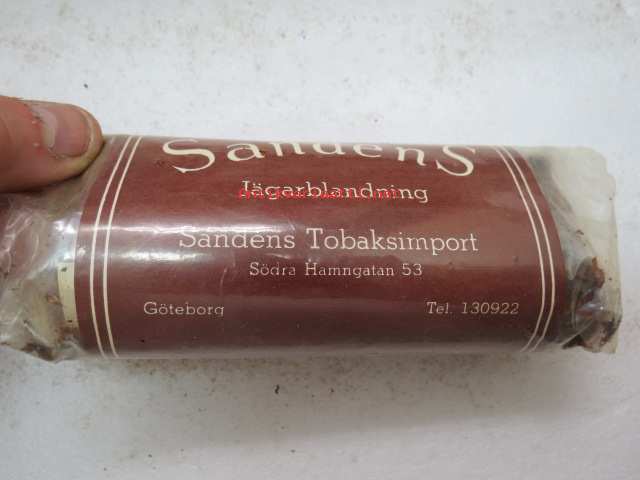 Sandens
Jägarblandning
Sandens Tobaksimport
Södra Hamngatan 53
Göteborg
Tel. 130922